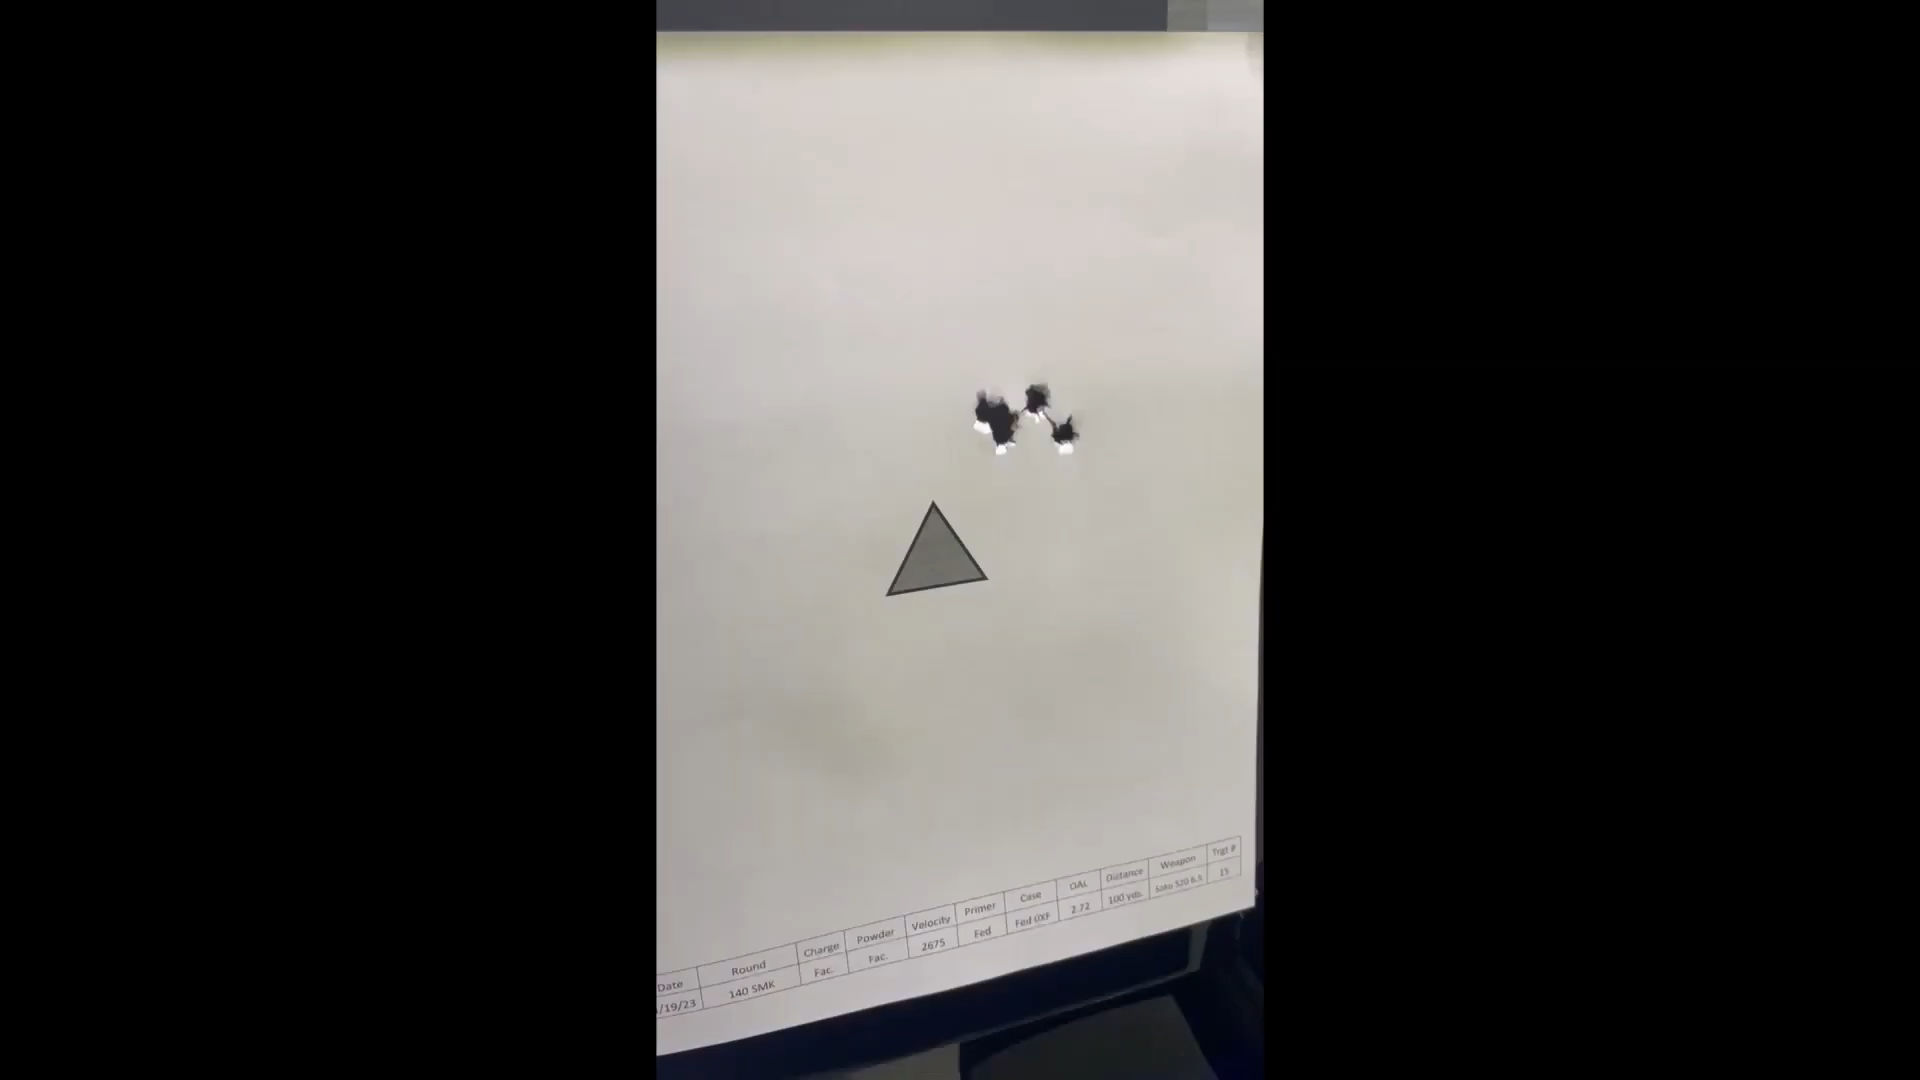 Date Round Charge Powder Velocity Primer Case OAL Distance Weapon Trgt #
/19/23 140 SMK Fac. Fac. 2675 Fed Fed OXF 2.72 100 yds. Sako S20 6.5 15